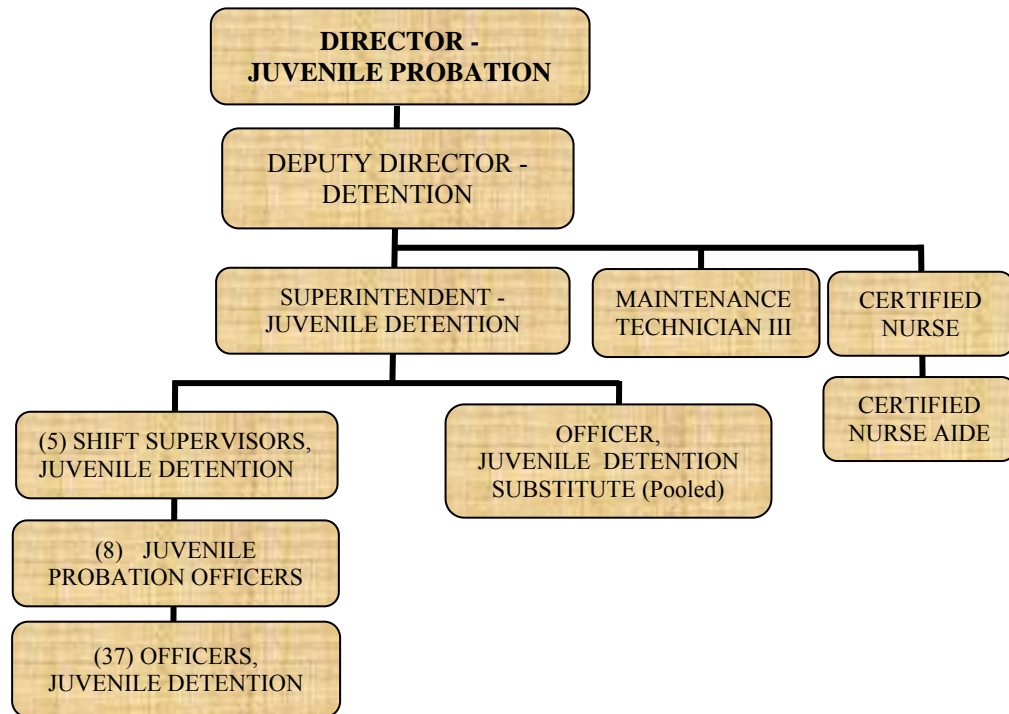 DIRECTOR -
JUVENILE PROBATION
DEPUTY DIRECTOR -
DETENTION
SUPERINTENDENT -
JUVENILE DETENTION
MAINTENANCE
TECHNICIAN III
CERTIFIED
NURSE
CERTIFIED
NURSE AIDE
(5) SHIFT SUPERVISORS,
JUVENILE DETENTION
OFFICER,
JUVENILE DETENTION
SUBSTITUTE (Pooled)
(8) JUVENILE
PROBATION OFFICERS
(37) OFFICERS,
JUVENILE DETENTION